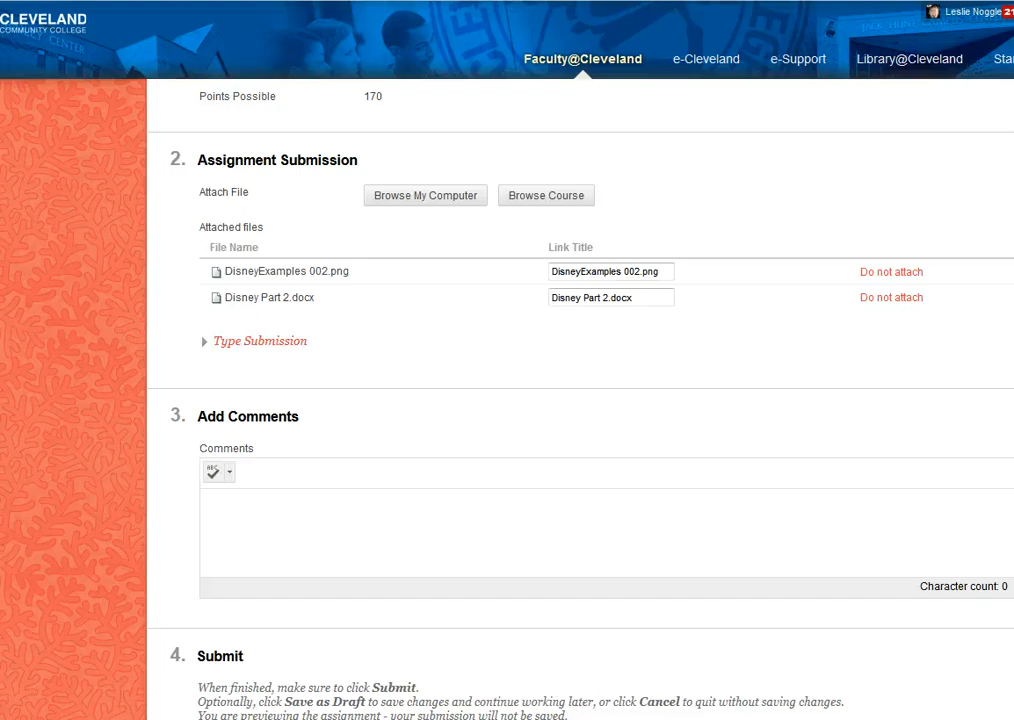 CLEVELAND
COMMUNITY COLLEGE
Leslie Noggle 21
Faculty@Cleveland e-Cleveland e-Support Library@Cleveland Sta
Points Possible 170
2. Assignment Submission
Attach File Browse My Computer Browse Course
Attached files
File Name Link Title
DisneyExamples 002.png DisneyExamples 002.png Do not attach
Disney Part 2.docx Disney Part 2.docx Do not attach
Type Submission
3. Add Comments
Comments
ABC
Character count: 0
4. Submit
When finished, make sure to click Submit.
Optionally, click Save as Draft to save changes and continue working later, or click Cancel to quit without saving changes.
You are previewing the assignment - your submission will not be saved.